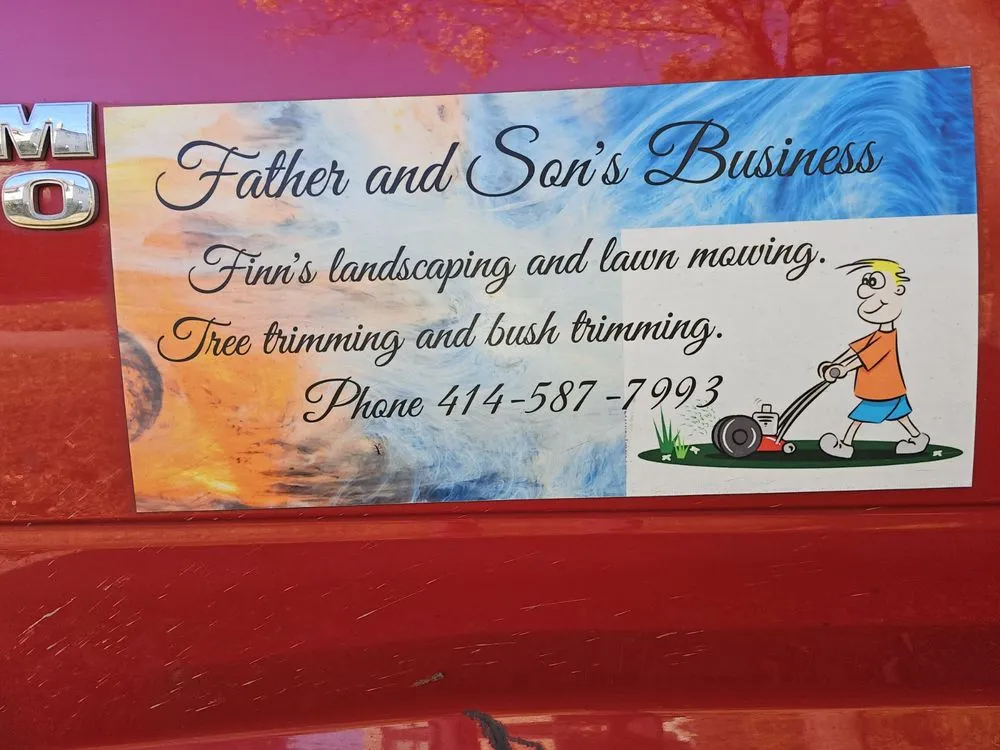 M
O
Father and Son's Business
Finn's landscaping and lawn mowing.
Tree trimming and bush trimming.
Phone 414-587-7993